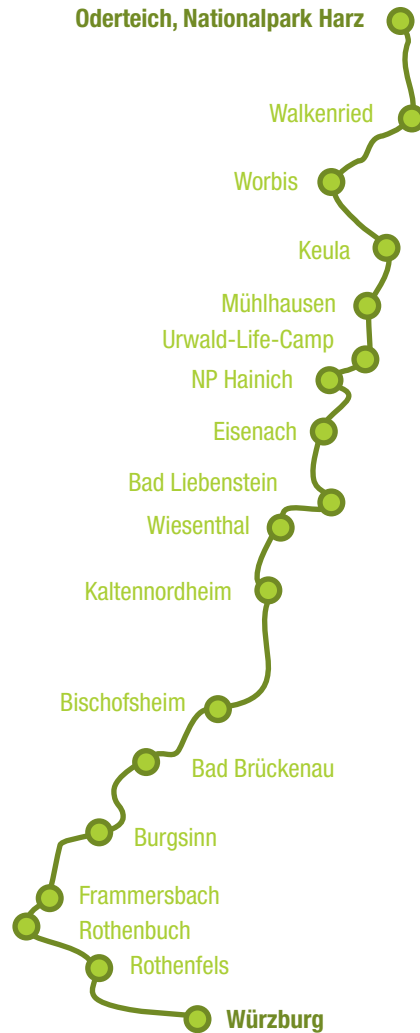 Oderteich, Nationalpark Harz
Walkenried
Worbis
Keula
Mühlhausen
Urwald-Life-Camp
NP Hainich
Eisenach
Bad Liebenstein
Wiesenthal
Kaltennordheim
Bischofsheim
Bad Brückenau
Burgsinn
Frammersbach
Rothenbuch
Rothenfels
Würzburg